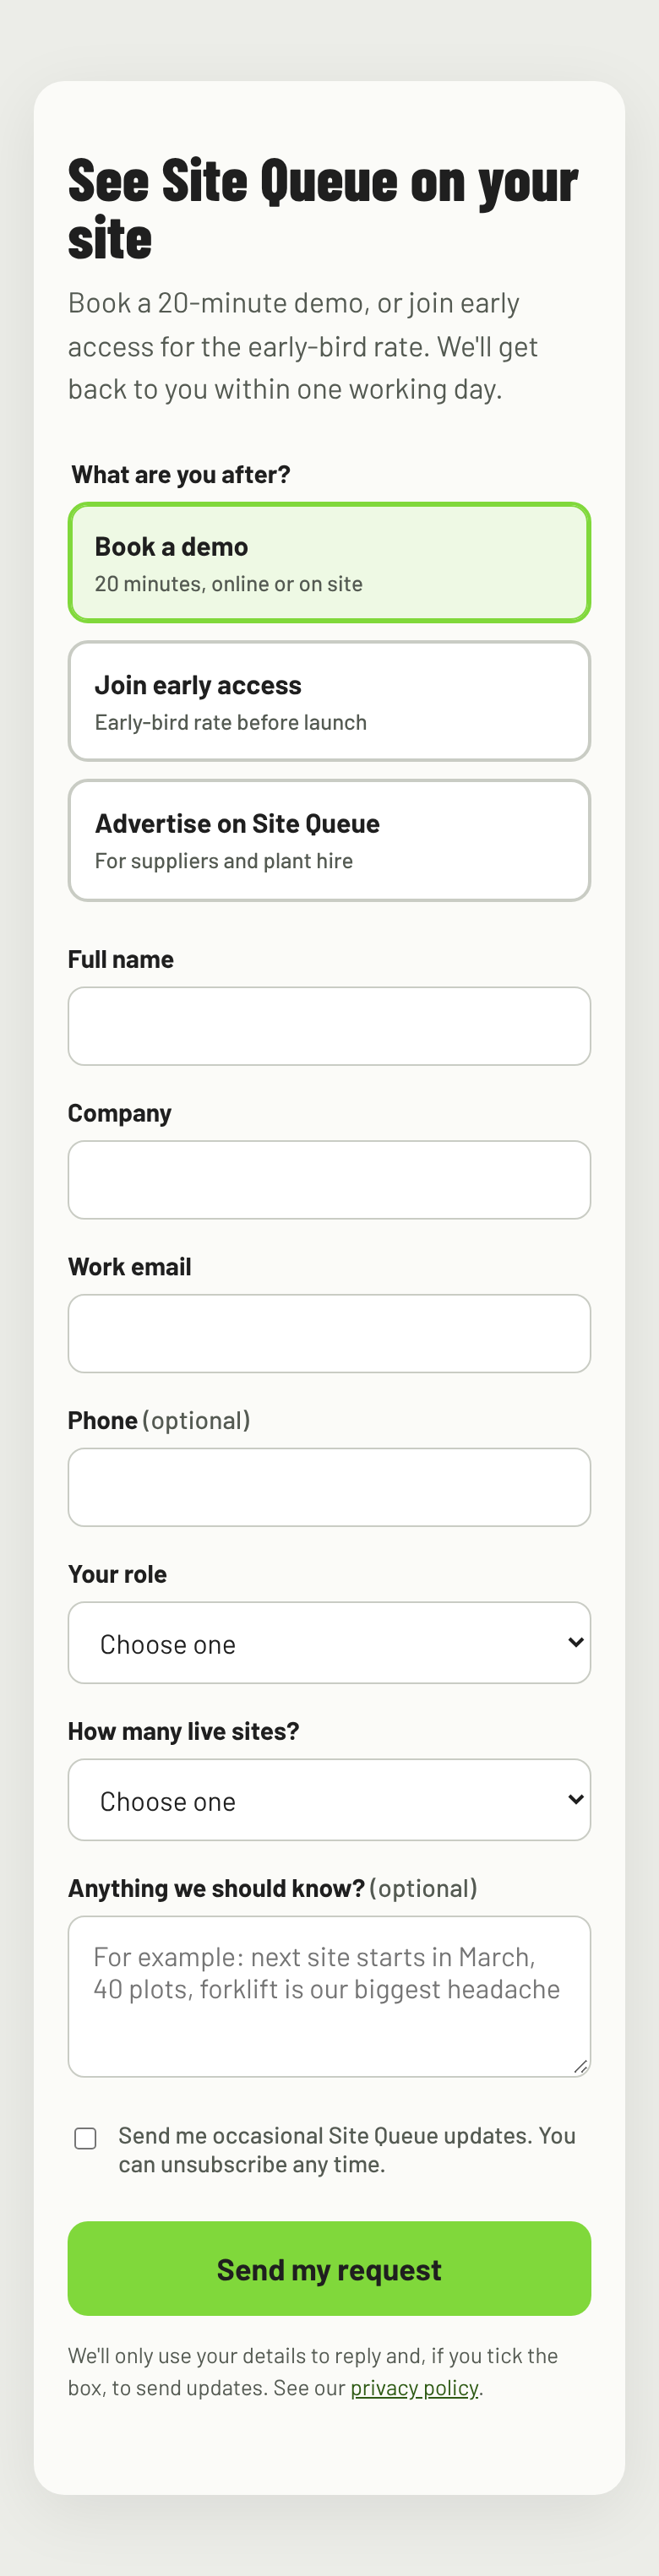 See Site Queue on your
site
Book a 20-minute demo, or join early
access for the early-bird rate. We'll get
back to you within one working day.
What are you after?
Book a demo
20 minutes, online or on site
Join early access
Early-bird rate before launch
Advertise on Site Queue
For suppliers and plant hire
Full name
Company
Work email
Phone (optional)
Your role
Choose one
How many live sites?
Choose one
Anything we should know? (optional)
For example: next site starts in March,
40 plots, forklift is our biggest headache
Send me occasional Site Queue updates. You
can unsubscribe any time.
Send my request
We'll only use your details to reply and, if you tick the
box, to send updates. See our privacy policy.